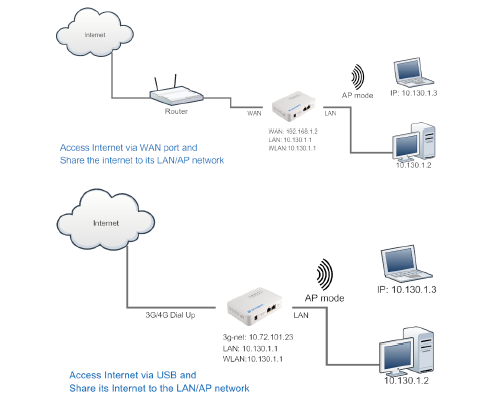 Internet
AP mode
IP: 10.130.1.3
Router
WAN
LAN
WAN: 192.168.1.2
LAN: 10.130.1.1
WLAN:10.130.1.1
10.130.1.2
Access Internet via WAN port and
Share the internet to its LAN/AP network
Internet
AP mode
IP: 10.130.1.3
3G/4G Dial Up
LAN
3g-net: 10.72.101.23
LAN: 10.130.1.1
WLAN:10.130.1.1
10.130.1.2
Access Internet via USB and
Share its Internet to the LAN/AP network